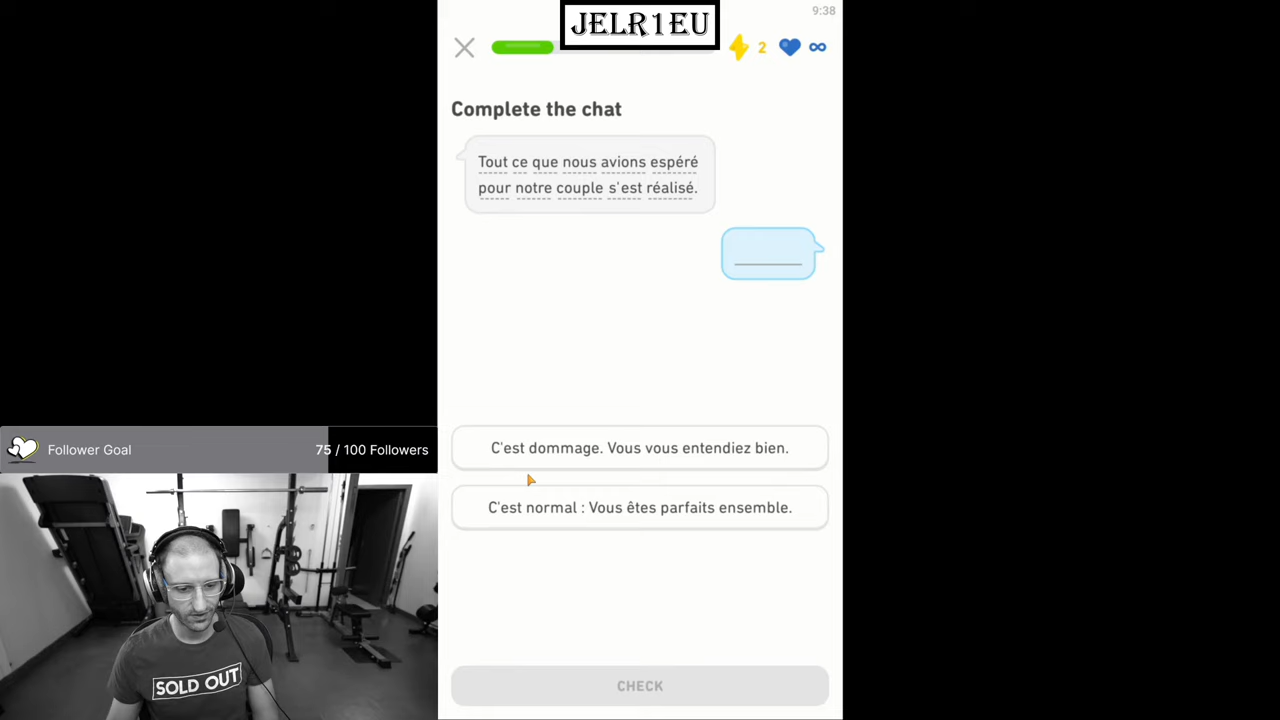 9:38
JELR1EU
2 ∞
Complete the chat
Tout ce que nous avions espéré
pour notre couple s'est réalisé.
C'est dommage. Vous vous entendiez bien.
Follower Goal 75 / 100 Followers
C'est normal : Vous êtes parfaits ensemble.
SOLD OUT
CHECK